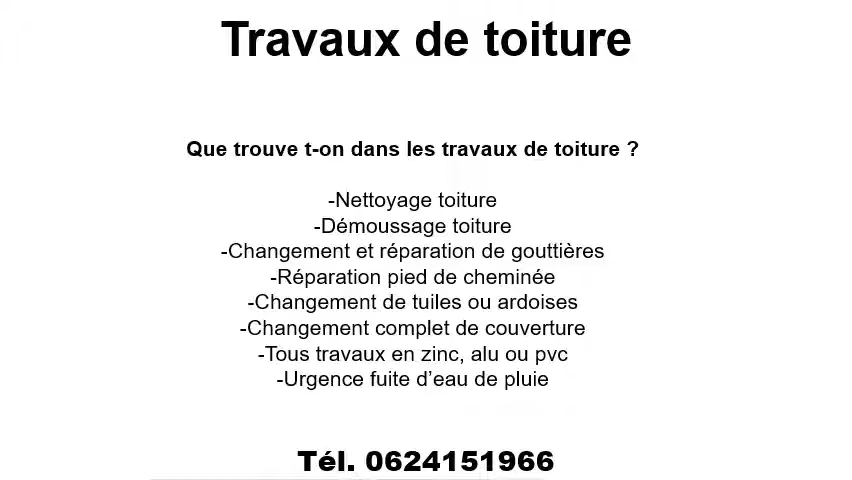 Travaux de toiture
Que trouve t-on dans les travaux de toiture ?
-Nettoyage toiture
-Démoussage toiture
-Changement et réparation de gouttières
-Réparation pied de cheminée
-Changement de tuiles ou ardoises
-Changement complet de couverture
-Tous travaux en zinc, alu ou pvc
-Urgence fuite d’eau de pluie
Tél. 0624151966